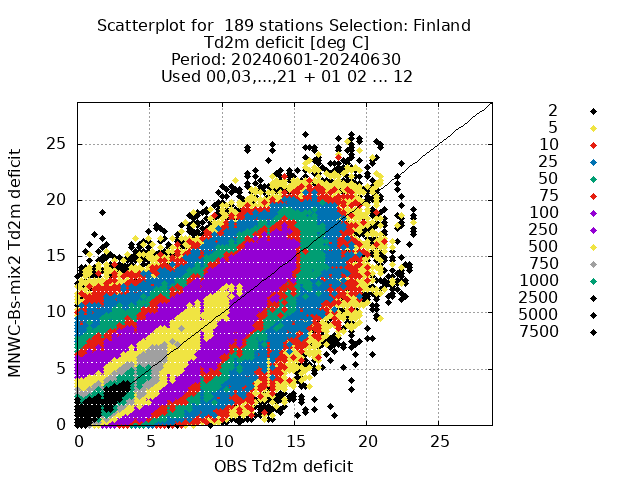 Scatterplot for  189 stations Selection: Finland
Td2m deficit [deg C]
Period: 20240601-20240630
Used 00,03,...,21 + 01 02 ... 12
MNWC-Bs-mix2 Td2m deficit
25
20
15
10
5
0
0 5 10 15 20 25
OBS Td2m deficit
2
5
10
25
50
75
100
250
500
750
1000
2500
5000
7500